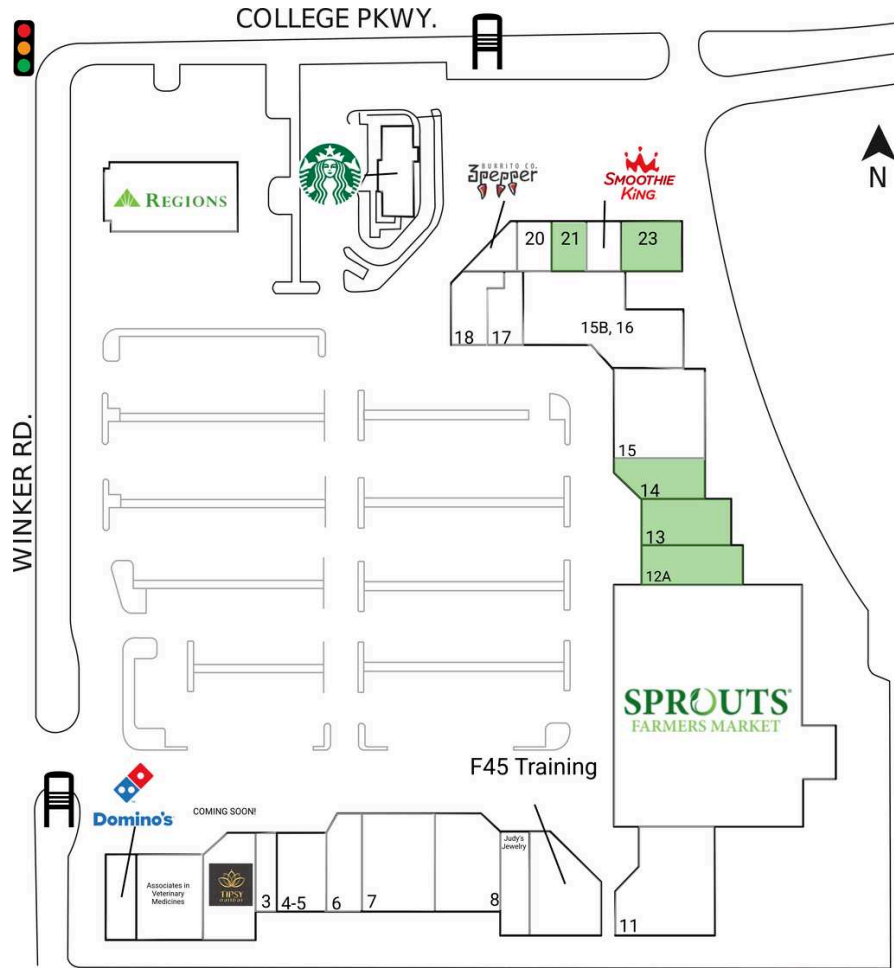 COLLEGE PKWY.
N
REGIONS
BURRITO CO.
3pepper
SMOOTHIE
KING
20
21
23
18
17
15B, 16
15
14
13
12A
WINKER RD.
SPROUTS
FARMERS MARKET
F45 Training
Domino's
COMING SOON!
Associates in
Veterinary
Medicines
TIPSY
3
4-5
6
7
8
Judy's
Jewelry
11